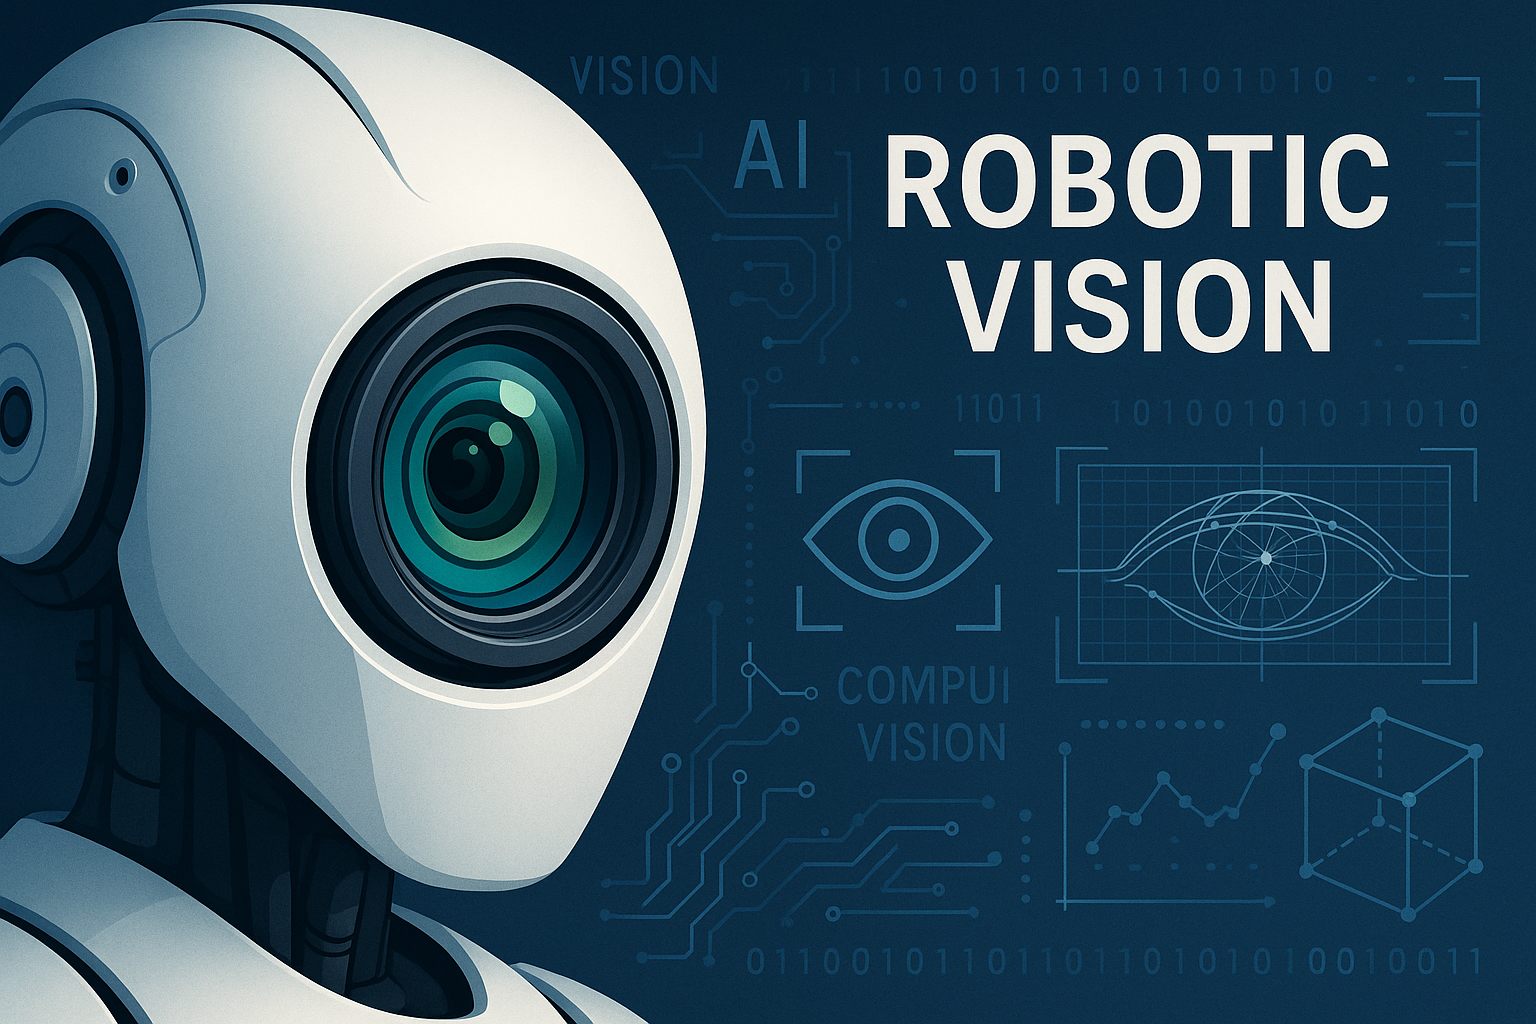 VISION
AI
ROBOTIC
VISION
11011
COMPUI
VISION